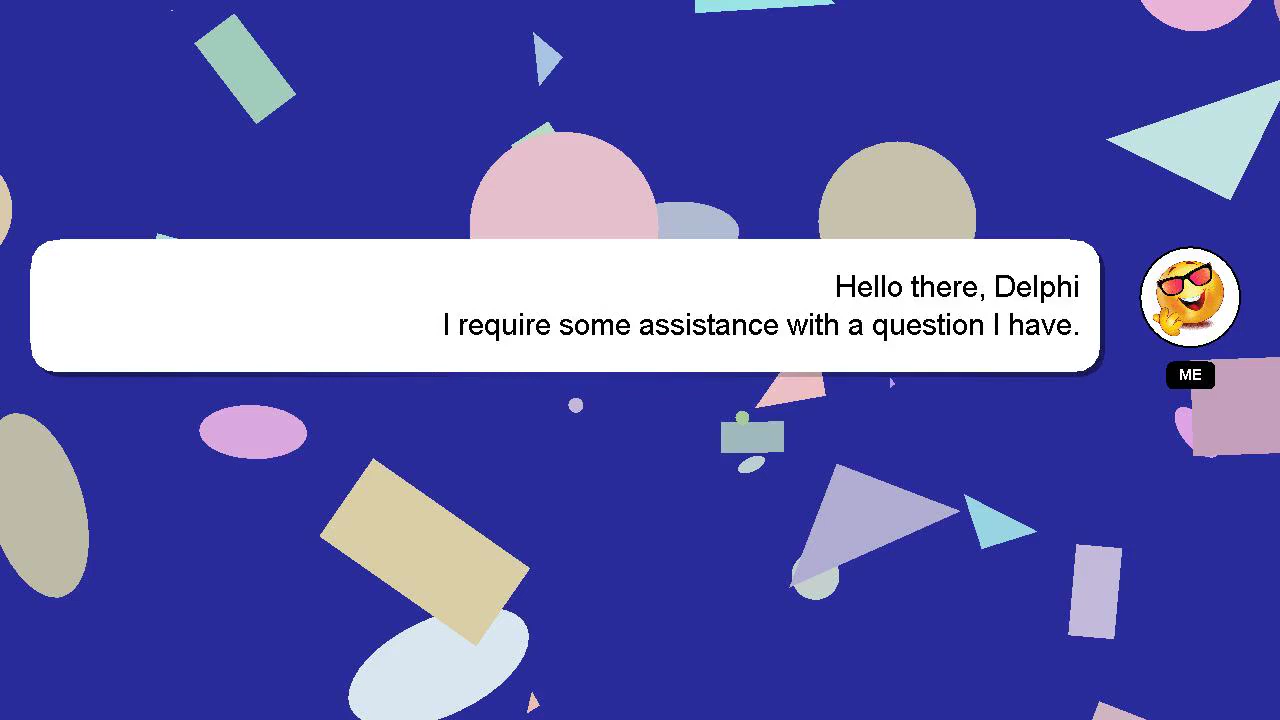 Hello there, Delphi
I require some assistance with a question I have.
ME